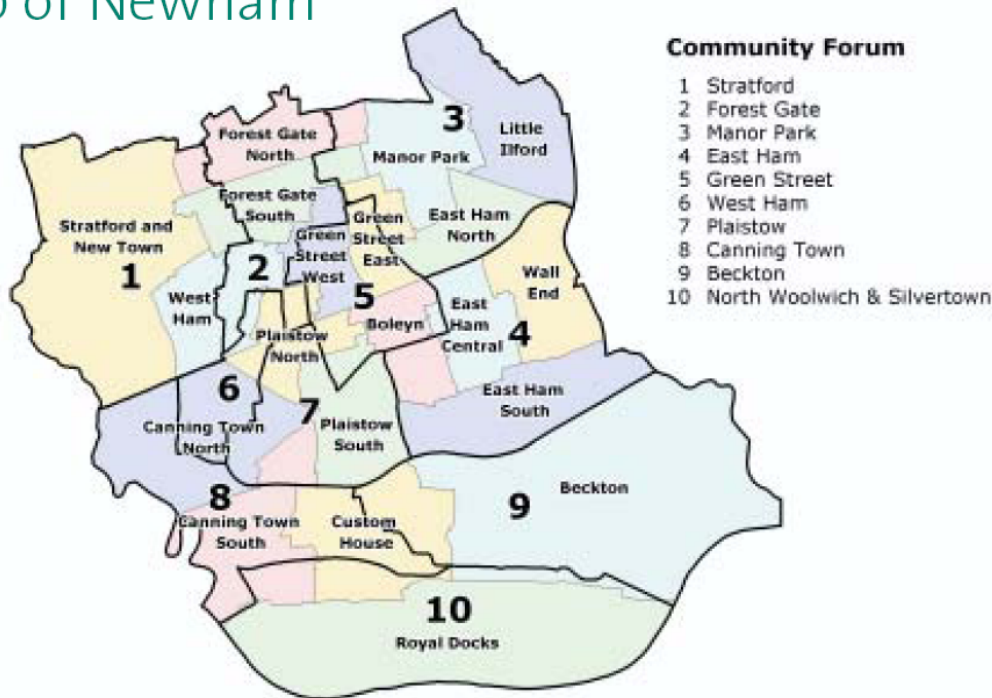 of Newham
Community Forum
1 Stratford
2 Forest Gate
3 Manor Park
4 East Ham
5 Green Street
6 West Ham
7 Plaistow
8 Canning Town
9 Beckton
10 North Woolwich & Silvertown
3
Little
Ilford
Forest Gate
North
Manor Park
Forest Gate
South
Green
Street
East
East Ham
North
Stratford and
New Town
1
Green
Street
West
2
5
Wall
End
West
Ham
East
Ham
Central
4
Boleyn
Plaistow
North
6
East Ham
South
7
Canning Town
North
Plaistow
South
8
9
Beckton
Canning Town
South
Custom
House
10
Royal Docks